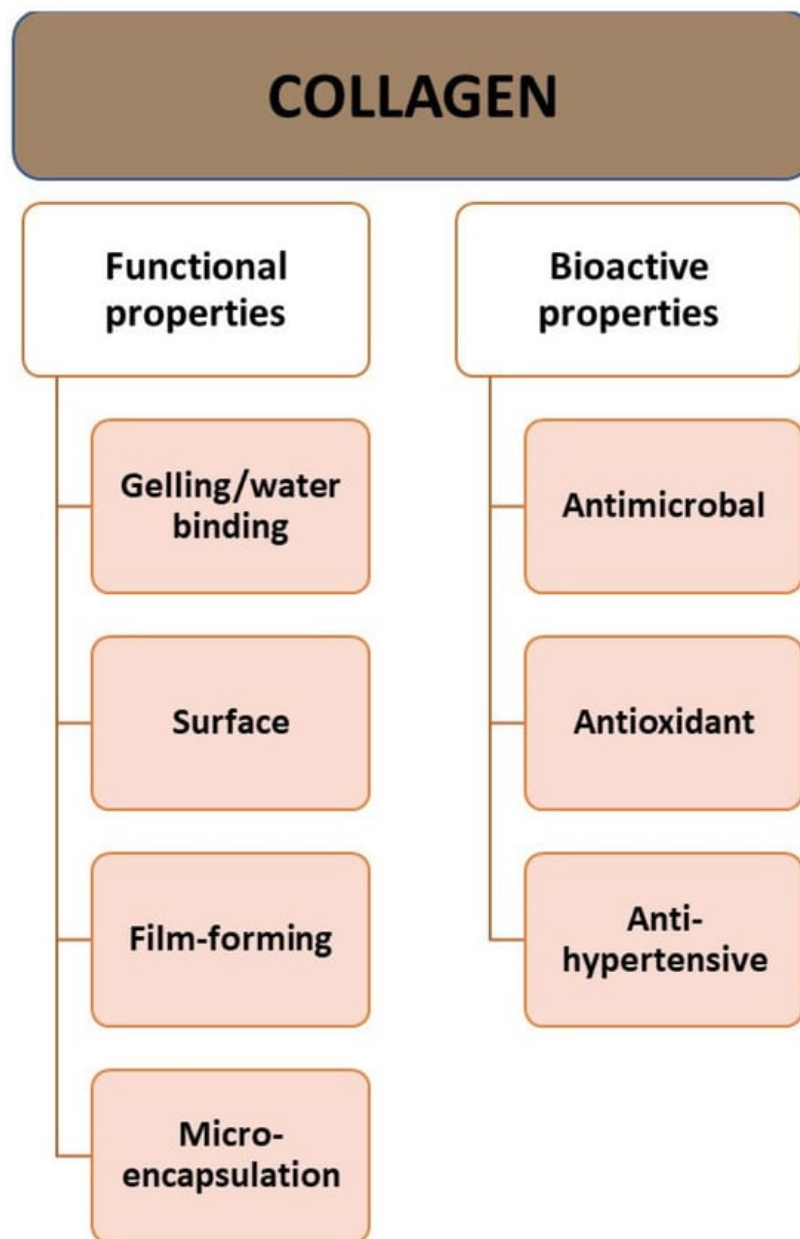 COLLAGEN
Functional
properties
Gelling/water
binding
Surface
Film-forming
Micro-
encapsulation
Bioactive
properties
Antimicrobal
Antioxidant
Anti-
hypertensive